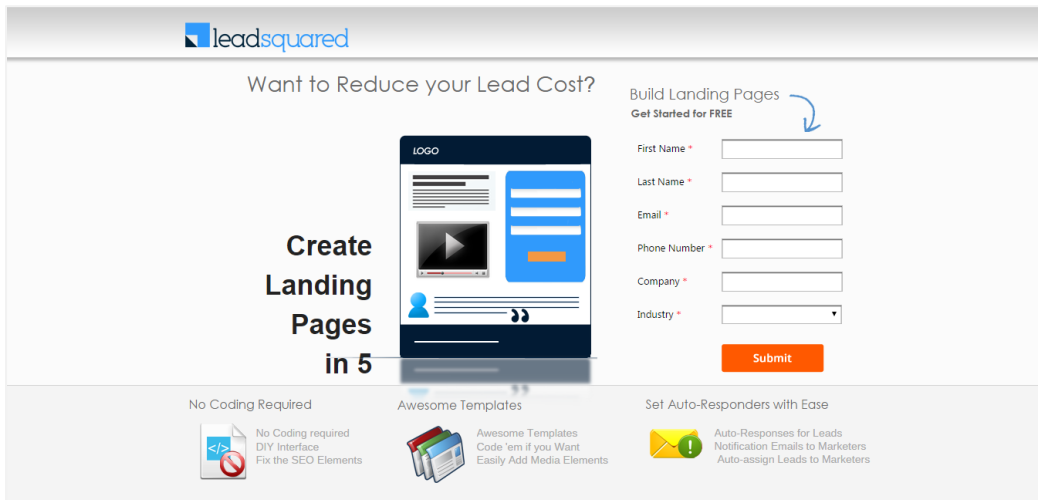 leadsquared
Want to Reduce your Lead Cost?
Create
Landing
Pages
in 5
LOGO
Build Landing Pages
Get Started for FREE
First Name *
Last Name *
Email *
Phone Number *
Company *
Industry *
Submit
No Coding Required
No Coding required
DIY Interface
Fix the SEO Elements
Awesome Templates
Awesome Templates
Code 'em if you Want
Easily Add Media Elements
Set Auto-Responders with Ease
Auto-Responses for Leads
Notification Emails to Marketers
Auto-assign Leads to Marketers